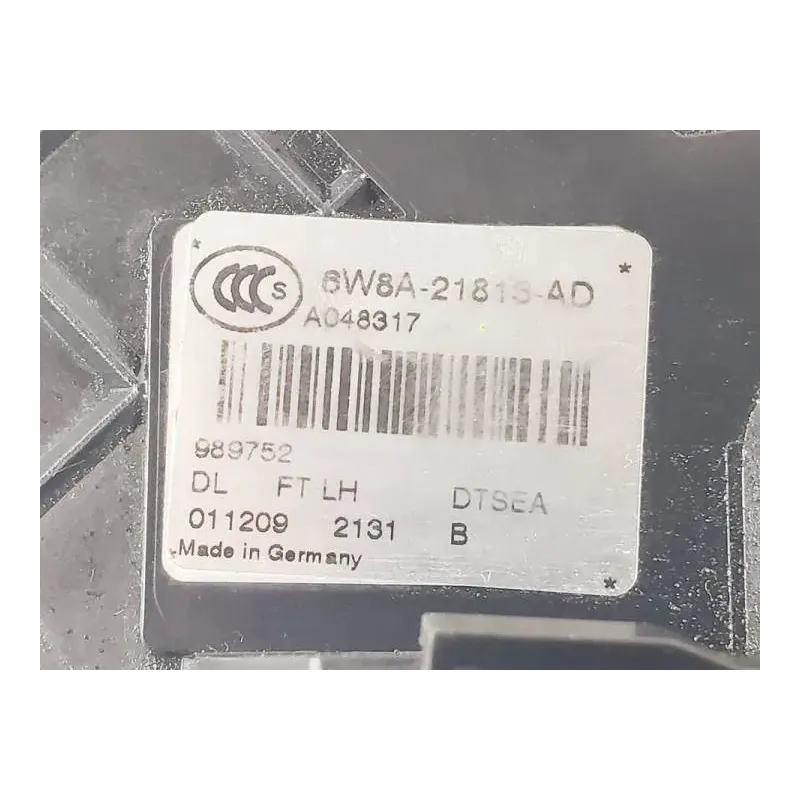 CCC S 6W8A-21813-AD
A048317
989752
DL FT LH DTSEA
011209 2131 B
Made in Germany